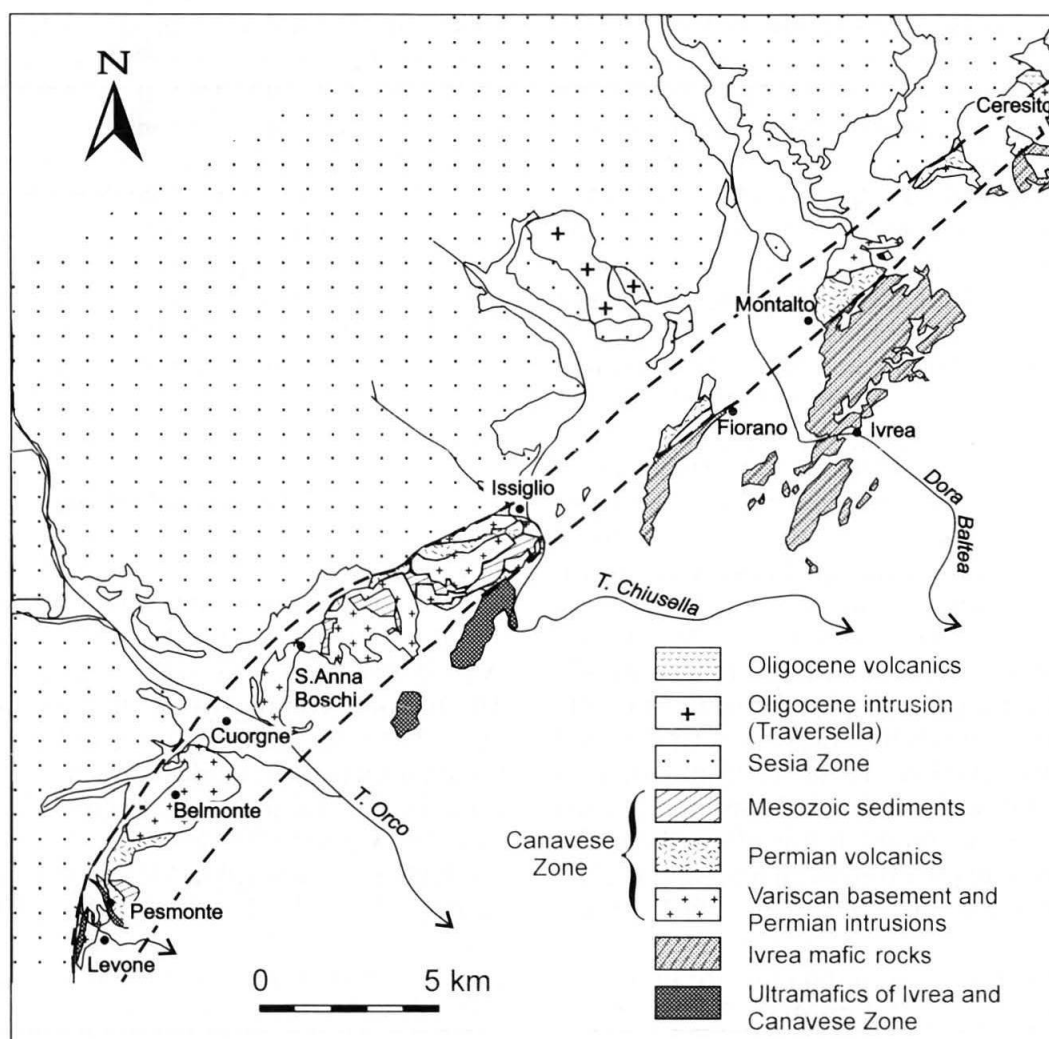 N
Ceresito
Montalto
Fiorano
Ivrea
Dora
Baltea
Issiglio
T. Chiusella
S.Anna
Boschi
Cuorgne
Belmonte
T. Orco
Pesmonte
Levone
0 5 km
Oligocene volcanics
Oligocene intrusion
(Traversella)
Sesia Zone
Canavese
Zone
Mesozoic sediments
Permian volcanics
Variscan basement and
Permian intrusions
Ivrea mafic rocks
Ultramafics of Ivrea and
Canavese Zone